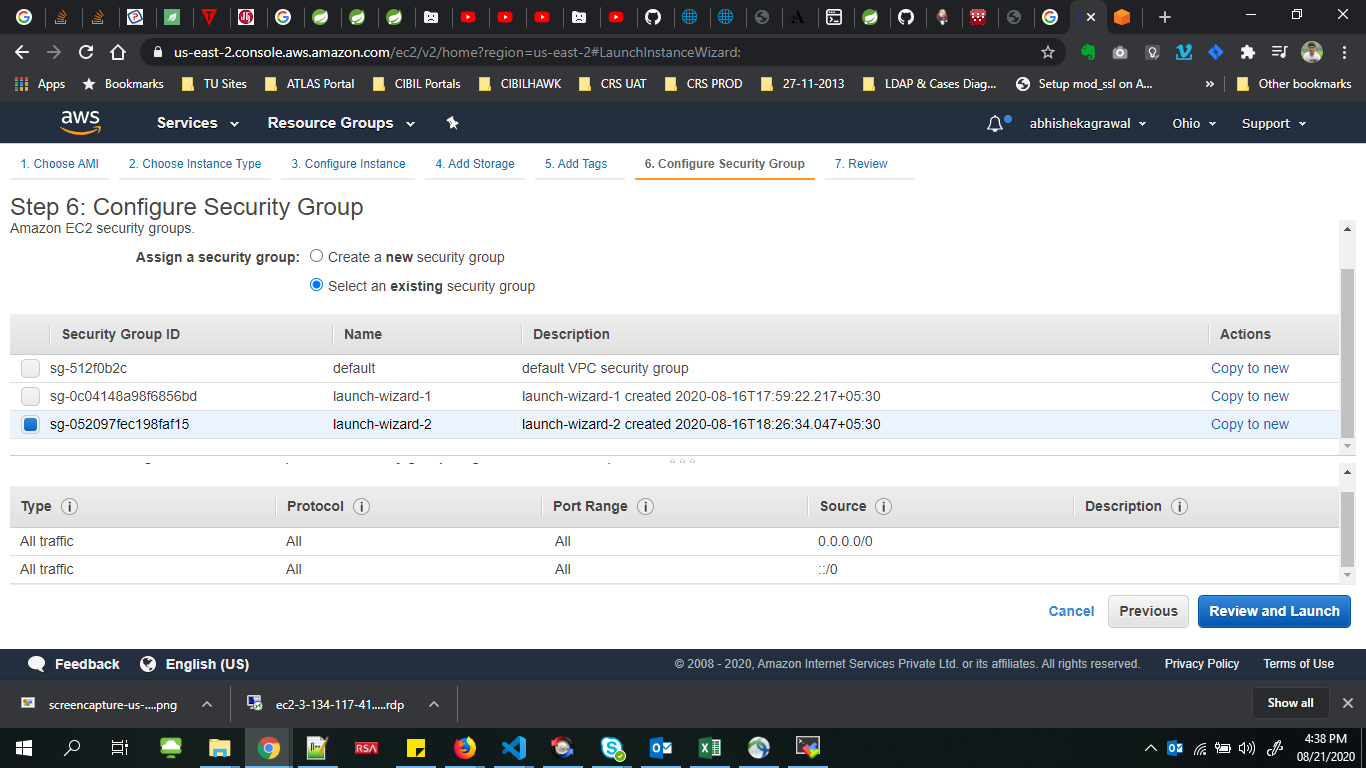 us-east-2.console.aws.amazon.com/ec2/v2/home?region=us-east-2#LaunchInstanceWizard:
Apps Bookmarks TU Sites ATLAS Portal CIBIL Portals CIBILHAWK CRS UAT CRS PROD 27-11-2013 LDAP & Cases Diag... Setup mod_ssl on A... » Other bookmarks
aws Services Resource Groups abhishekagrawal Ohio Support
1. Choose AMI 2. Choose Instance Type 3. Configure Instance 4. Add Storage 5. Add Tags 6. Configure Security Group 7. Review
Step 6: Configure Security Group
Amazon EC2 security groups.
Assign a security group: Create a new security group
Select an existing security group
Security Group ID Name Description Actions
sg-512f0b2c default default VPC security group Copy to new
sg-0c04148a98f6856bd launch-wizard-1 launch-wizard-1 created 2020-08-16T17:59:22.217+05:30 Copy to new
sg-052097fec198faf15 launch-wizard-2 launch-wizard-2 created 2020-08-16T18:26:34.047+05:30 Copy to new
Type Protocol Port Range Source Description
All traffic All All 0.0.0.0/0
All traffic All All ::/0
Cancel Previous Review and Launch
Feedback English (US) © 2008 - 2020, Amazon Internet Services Private Ltd. or its affiliates. All rights reserved. Privacy Policy Terms of Use
screencapture-us-....png ec2-3-134-117-41.....rdp Show all
RSA
4:38 PM
08/21/2020